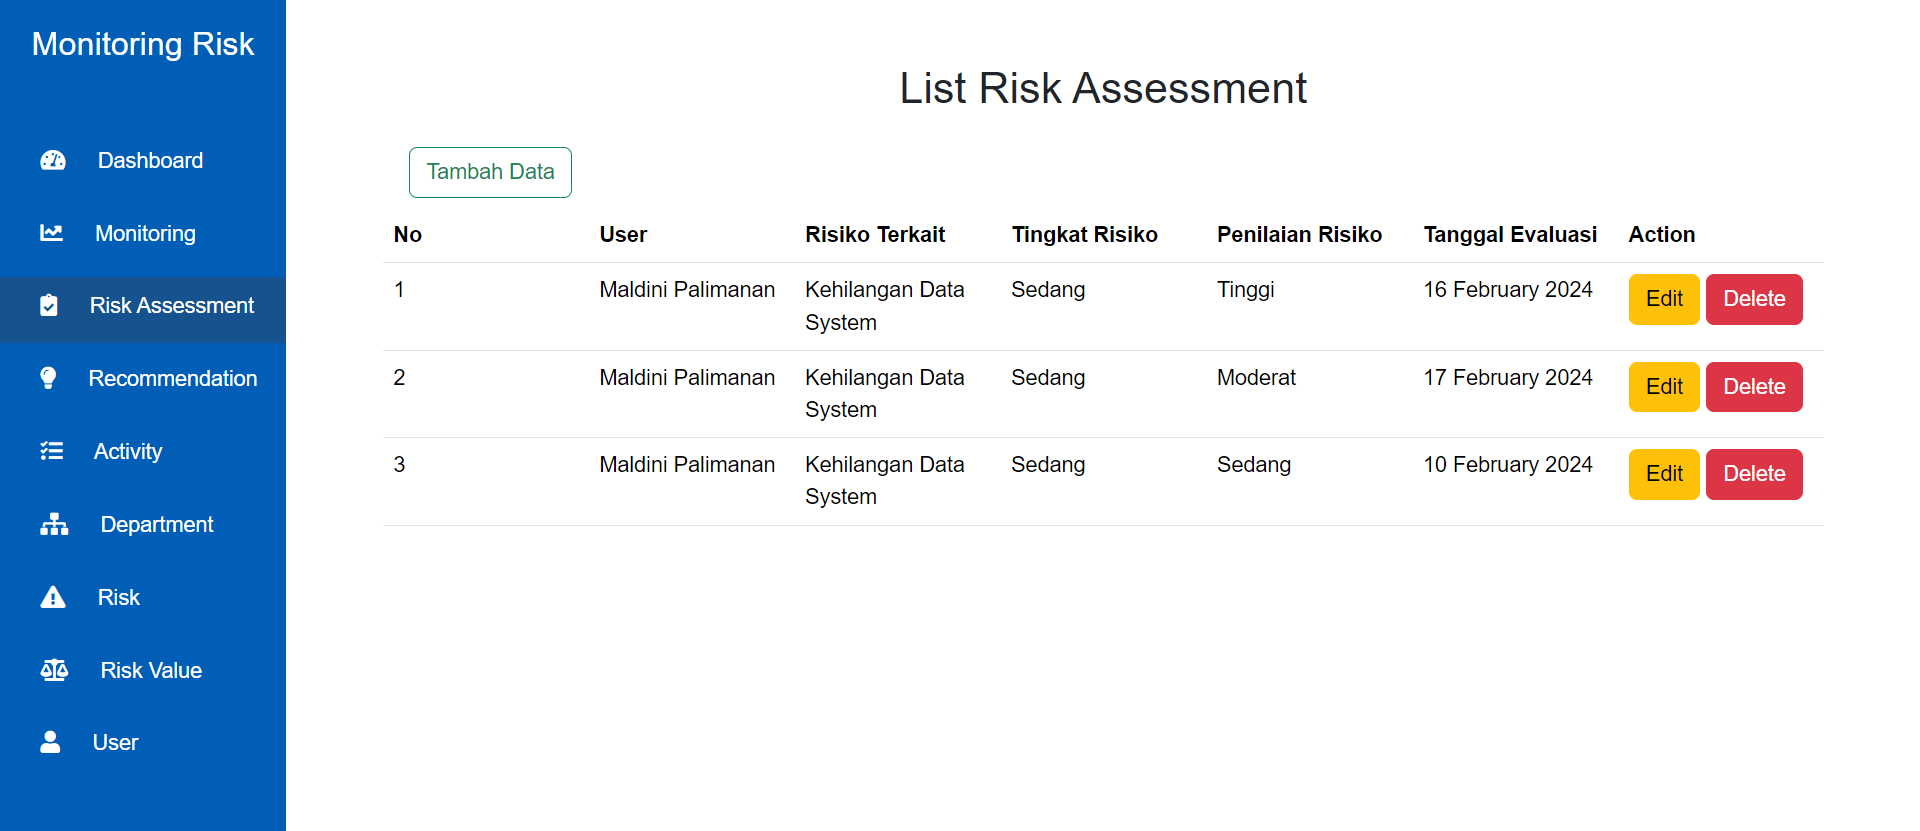 Monitoring Risk
Dashboard
Monitoring
Risk Assessment
Recommendation
Activity
Department
Risk
Risk Value
User
List Risk Assessment
Tambah Data
No User Risiko Terkait Tingkat Risiko Penilaian Risiko Tanggal Evaluasi Action
1 Maldini Palimanan Kehilangan Data Sedang Tinggi 16 February 2024 Edit Delete
System
2 Maldini Palimanan Kehilangan Data Sedang Moderat 17 February 2024 Edit Delete
System
3 Maldini Palimanan Kehilangan Data Sedang Sedang 10 February 2024 Edit Delete
System